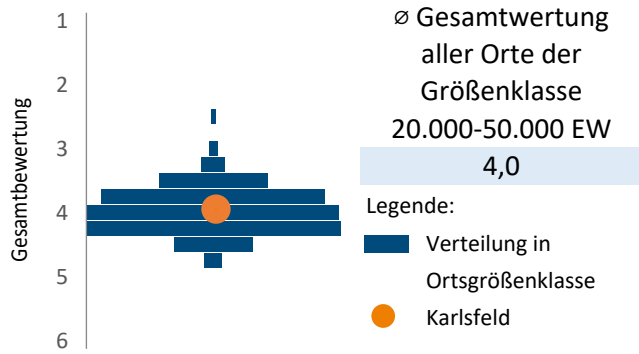 Gesamtbewertung
1
2
3
4
5
6
⌀ Gesamtwertung
aller Orte der
Größenklasse
20.000-50.000 EW
4,0
Legende:
Verteilung in
Ortsgrößenklasse
Karlsfeld